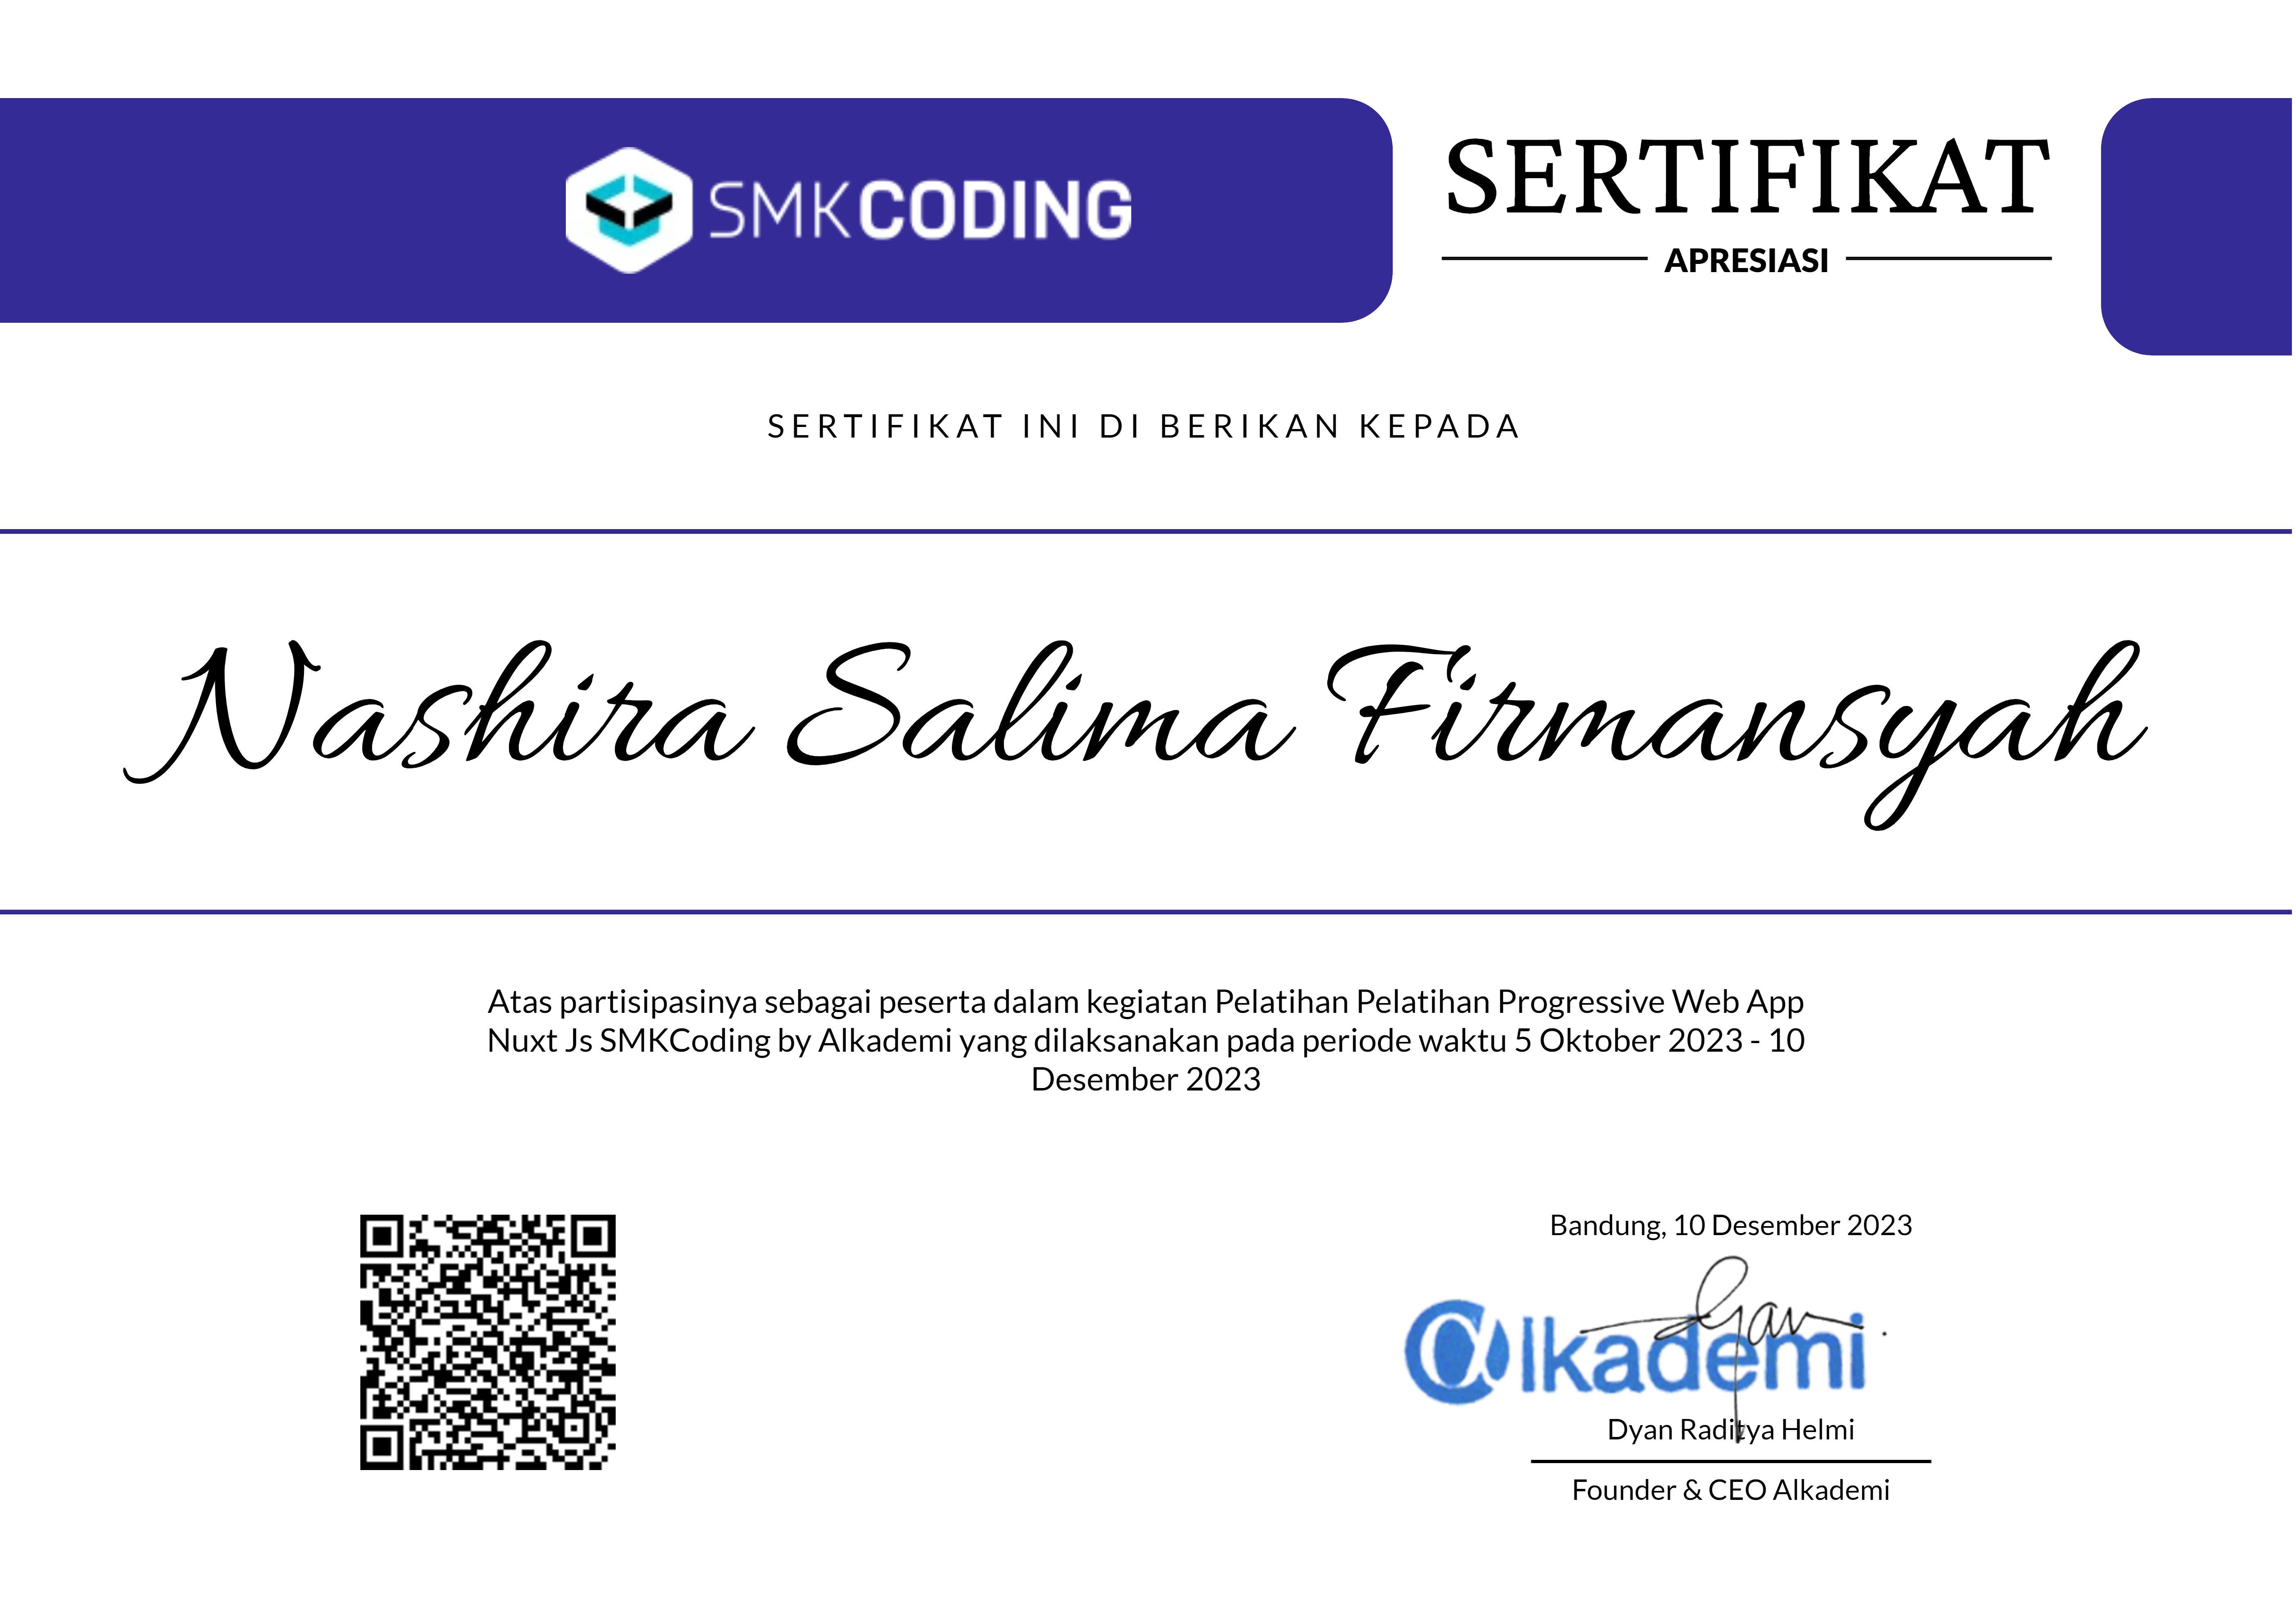 SMKCODING
SERTIFIKAT
APRESIASI
SERTIFIKAT INI DI BERIKAN KEPADA
Nashira Salima Firmansyah
Atas partisipasinya sebagai peserta dalam kegiatan Pelatihan Pelatihan Progressive Web App
Nuxt Js SMKCoding by Alkademi yang dilaksanakan pada periode waktu 5 Oktober 2023 - 10
Desember 2023
Bandung, 10 Desember 2023
Alkademi
Dyan Raditya Helmi
Founder & CEO Alkademi